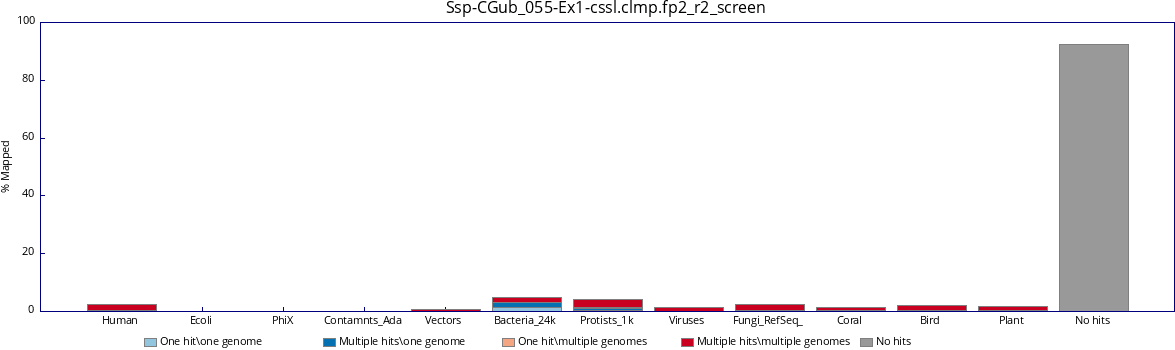 Ssp-CGub_055-Ex1-cssl.clmp.fp2_r2_screen
100
80
60
40
20
0
% Mapped
Human Ecoli PhiX Contamnts_Ada Vectors Bacteria_24k Protists_1k Viruses Fungi_RefSeq_ Coral Bird Plant No hits
One hit\one genome Multiple hits\one genome One hit\multiple genomes Multiple hits\multiple genomes No hits